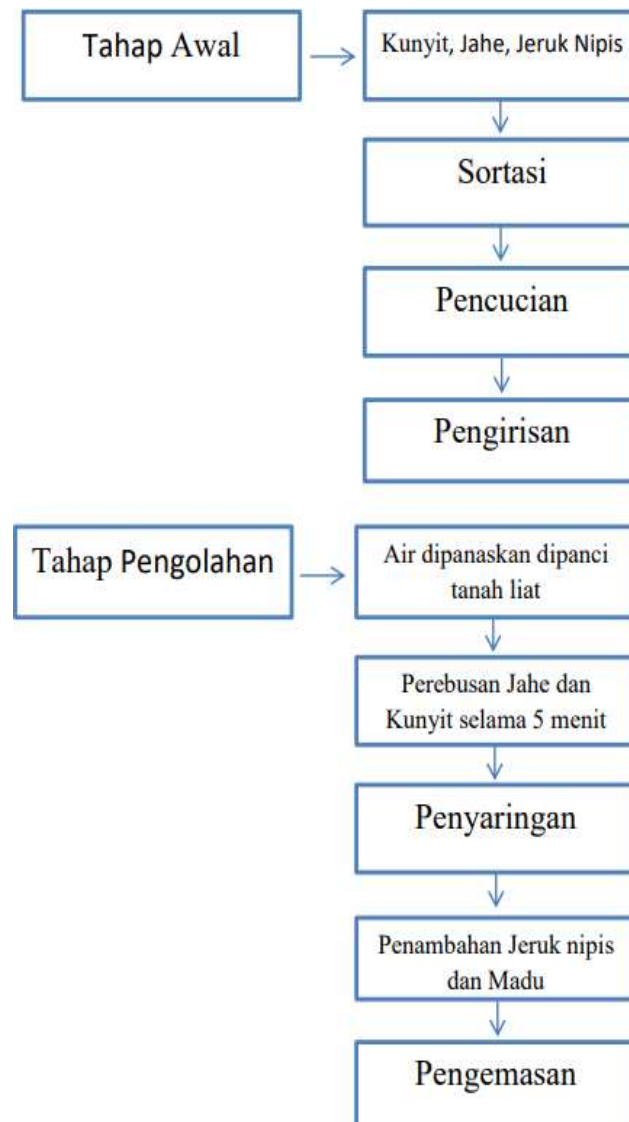 Tahap Awal
Kunyit, Jahe, Jeruk Nipis
Sortasi
Pencucian
Pengirisan
Tahap Pengolahan
Air dipanaskan dipanci
tanah liat
Perebusan Jahe dan
Kunyit selama 5 menit
Penyaringan
Penambahan Jeruk nipis
dan Madu
Pengemasan